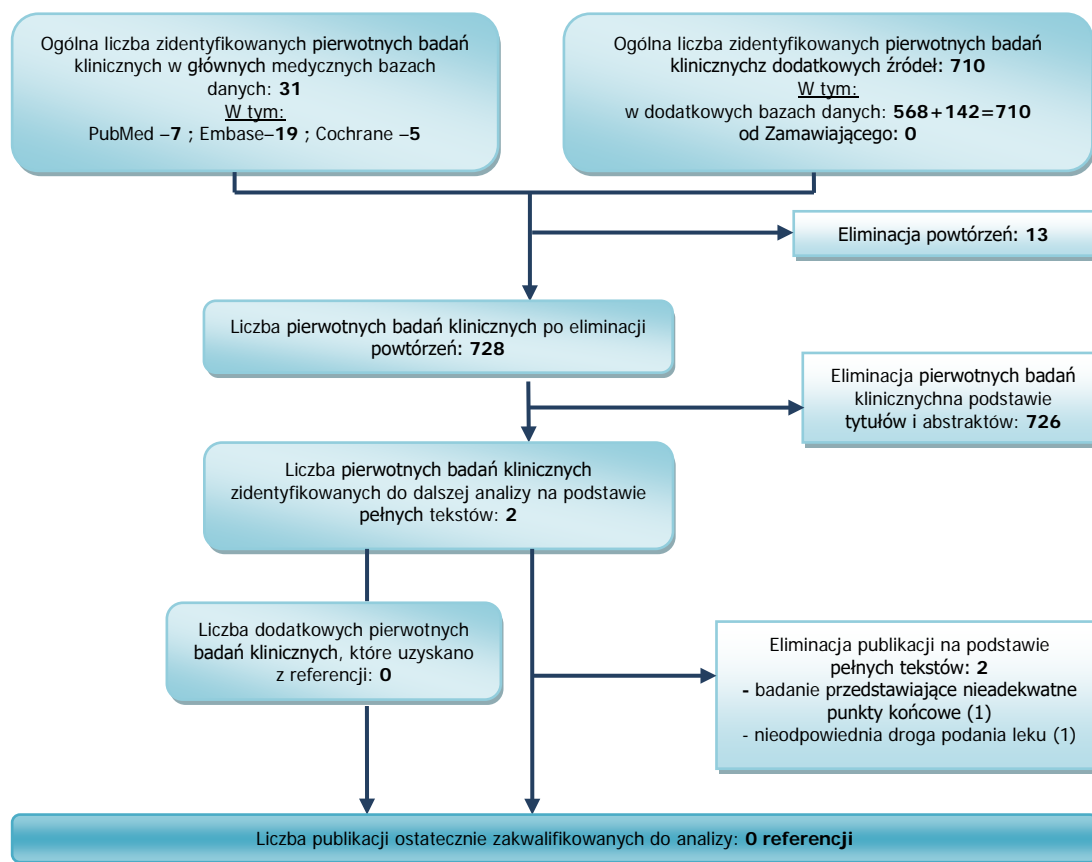 Ogólna liczba zidentyfikowanych pierwotnych badań
klinicznych w głównych medycznych bazach
danych: 31
W tym:
PubMed –7 ; Embase–19 ; Cochrane –5
Ogólna liczba zidentyfikowanych pierwotnych badań
klinicznychz dodatkowych źródeł: 710
W tym:
w dodatkowych bazach danych: 568+142=710
od Zamawiającego: 0
Eliminacja powtórzeń: 13
Liczba pierwotnych badań klinicznych po eliminacji
powtórzeń: 728
Eliminacja pierwotnych badań
klinicznychna podstawie
tytułów i abstraktów: 726
Liczba pierwotnych badań klinicznych
zidentyfikowanych do dalszej analizy na podstawie
pełnych tekstów: 2
Liczba dodatkowych pierwotnych
badań klinicznych, które uzyskano
z referencji: 0
Eliminacja publikacji na podstawie
pełnych tekstów: 2
- badanie przedstawiające nieadekwatne
punkty końcowe (1)
- nieodpowiednia droga podania leku (1)
Liczba publikacji ostatecznie zakwalifikowanych do analizy: 0 referencji